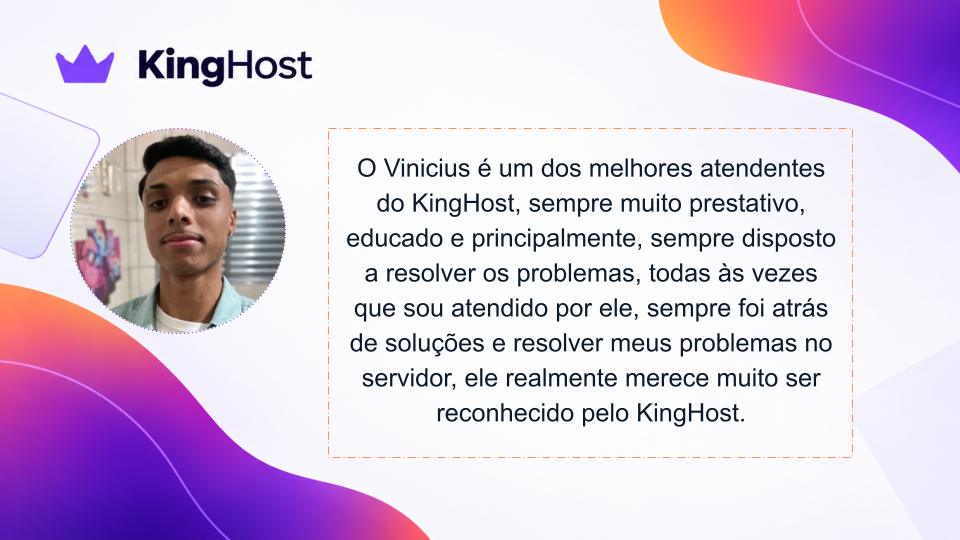 KingHost
O Vinicius é um dos melhores atendentes
do KingHost, sempre muito prestativo,
educado e principalmente, sempre disposto
a resolver os problemas, todas às vezes
que sou atendido por ele, sempre foi atrás
de soluções e resolver meus problemas no
servidor, ele realmente merece muito ser
reconhecido pelo KingHost.